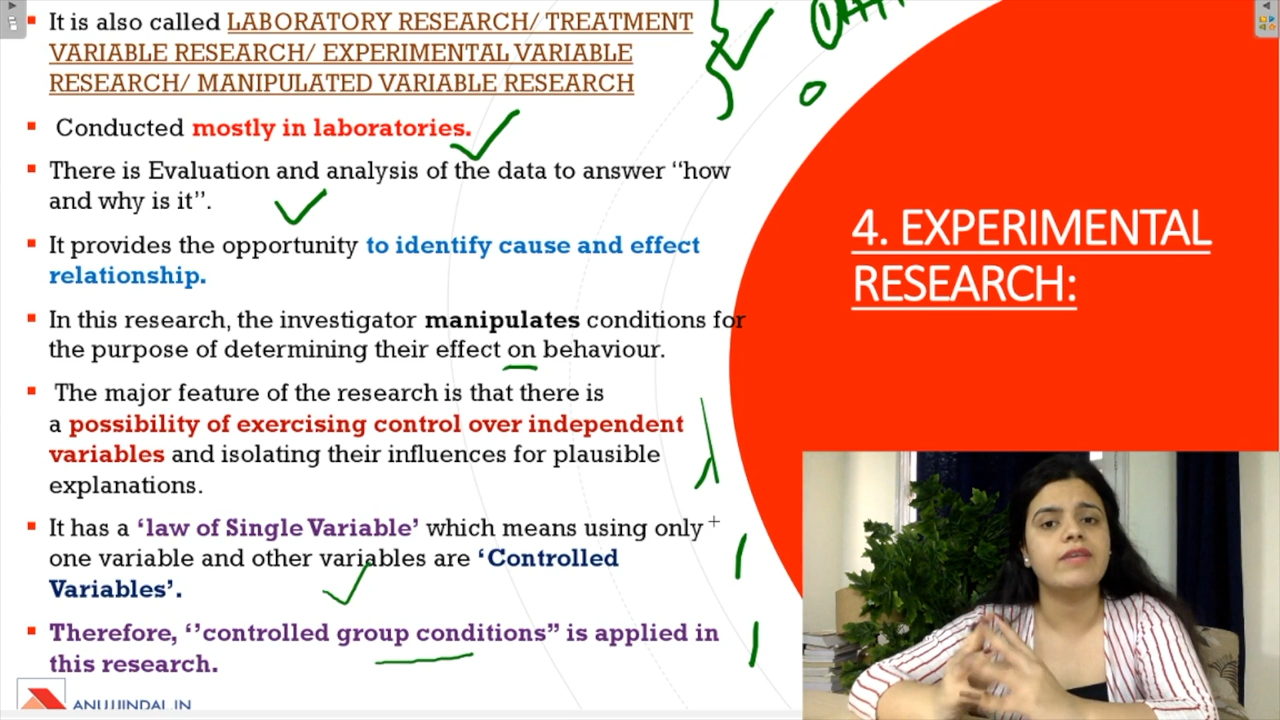 It is also called LABORATORY RESEARCH/ TREATMENT
VARIABLE RESEARCH/ EXPERIMENTAL VARIABLE
RESEARCH/ MANIPULATED VARIABLE RESEARCH
Conducted mostly in laboratories.
There is Evaluation and analysis of the data to answer “how
and why is it”.
It provides the opportunity to identify cause and effect
relationship.
In this research, the investigator manipulates conditions for
the purpose of determining their effect on behaviour.
The major feature of the research is that there is
a possibility of exercising control over independent
variables and isolating their influences for plausible
explanations.
It has a ‘law of Single Variable’ which means using only
one variable and other variables are ‘Controlled
Variables’.
Therefore, ‘’controlled group conditions” is applied in
this research.
ANUJJINDAL.IN
4. EXPERIMENTAL
RESEARCH: